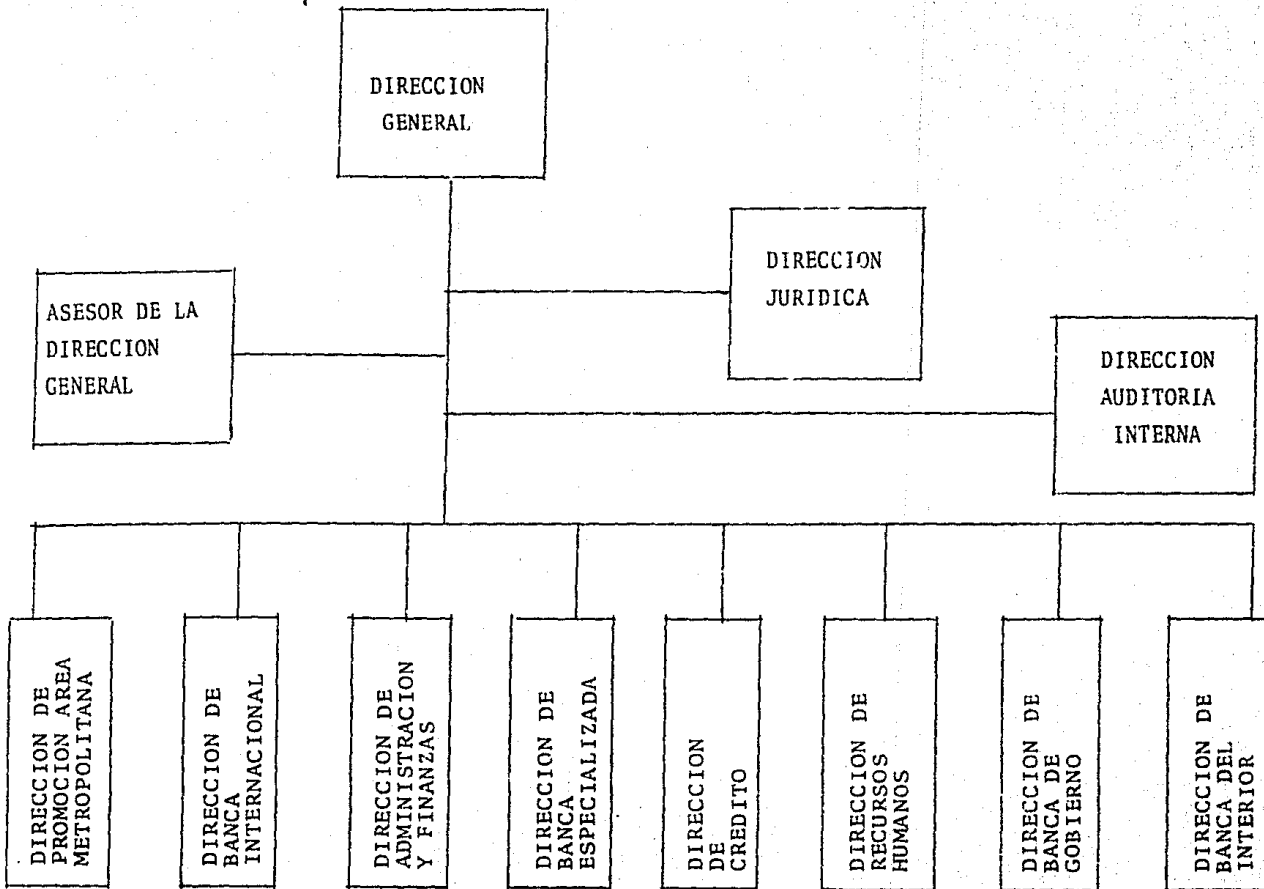 DIRECCION
GENERAL
DIRECCION
JURIDICA
ASESOR DE LA
DIRECCION
GENERAL
DIRECCION
AUDITORIA
INTERNA
DIRECCION DE
PROMOCION AREA
METROPOLITANA
DIRECCION DE
BANCA
INTERNACIONAL
DIRECCION DE
ADMINISTRACION
Y FINANZAS
DIRECCION DE
BANCA
ESPECIALIZADA
DIRECCION
DE
CREDITO
DIRECCION DE
RECURSOS
HUMANOS
DIRECCION DE
BANCA DE
GOBIERNO
DIRECCION DE
BANCA DEL
INTERIOR